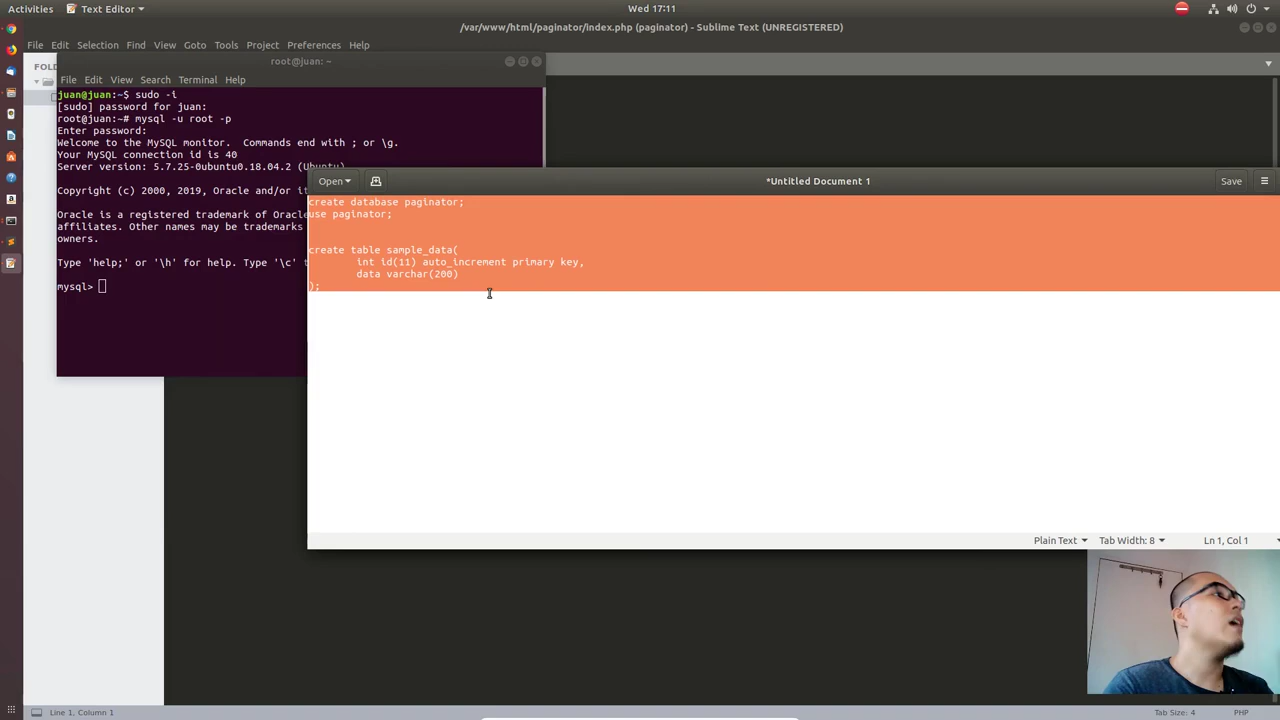 Activities
Text Editor
Wed 17:11
/var/www/html/paginator/index.php (paginator) - Sublime Text (UNREGISTERED)
File Edit Selection Find View Goto Tools Project Preferences Help
root@juan: ~
File Edit View Search Terminal Help
juan@juan:~$ sudo -i
[sudo] password for juan:
root@juan:~# mysql -u root -p
Enter password:
Welcome to the MySQL monitor. Commands end with ; or \g.
Your MySQL connection id is 40
Server version: 5.7.25-0ubuntu0.18.04.2 (Ubuntu)
Copyright (c) 2000, 2019, Oracle and/or it
Oracle is a registered trademark of Oracle
affiliates. Other names may be trademarks
owners.
Type 'help;' or '\h' for help. Type '\c' t
mysql>
Open
*Untitled Document 1
Save
create database paginator;
use paginator;
create table sample_data(
int id(11) auto_increment primary key,
data varchar(200)
);
Plain Text
Tab Width: 8
Ln 1, Col 1
FOL
Line 1, Column 1
Tab Size: 4
PHP